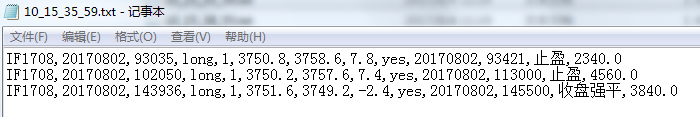 10_15_35_59.txt - 记事本
文件(F) 编辑(E) 格式(O) 查看(V) 帮助(H)
IF1708,20170802,93035,long,1,3750.8,3758.6,7.8,yes,20170802,93421,止盈,2340.0
IF1708,20170802,102050,long,1,3750.2,3757.6,7.4,yes,20170802,113000,止盈,4560.0
IF1708,20170802,143936,long,1,3751.6,3749.2,-2.4,yes,20170802,145500,收盘强平,3840.0